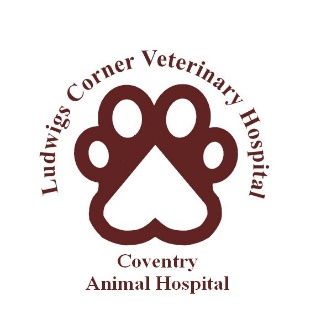 Ludwigs Corner Veterinary Hospital
Coventry
Animal Hospital